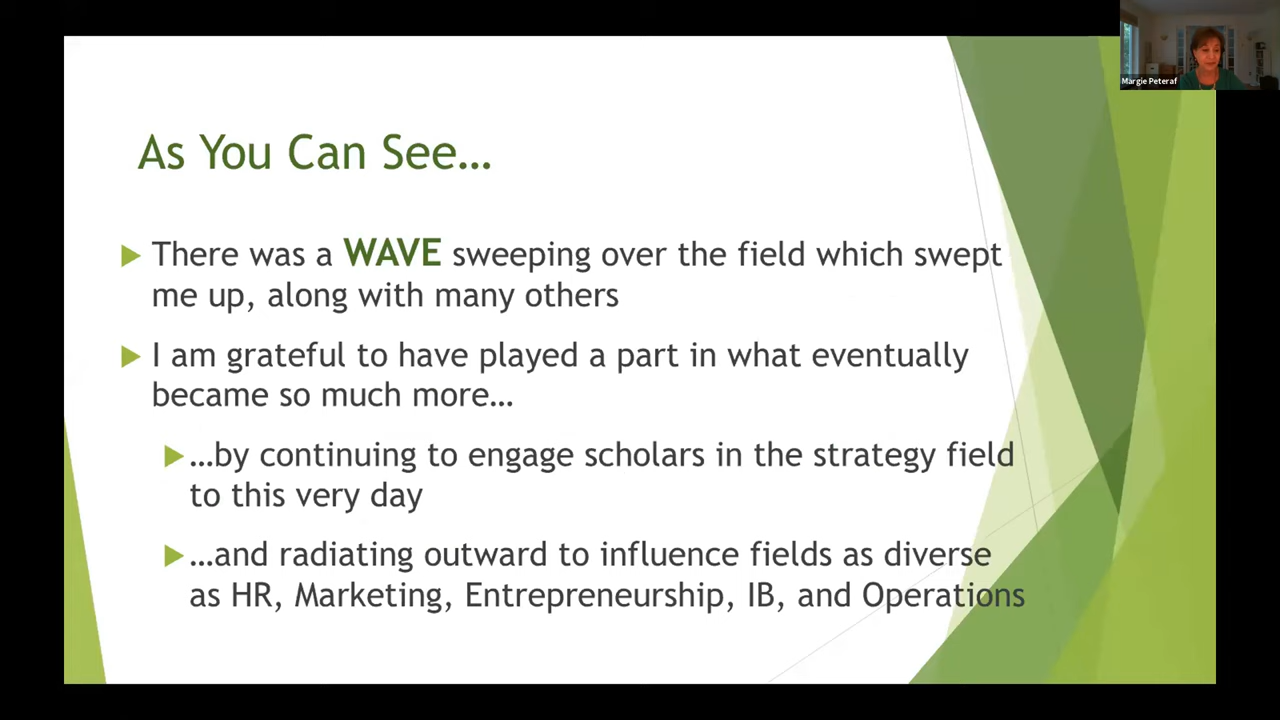 Margie Peteraf
As You Can See…
There was a WAVE sweeping over the field which swept
me up, along with many others
I am grateful to have played a part in what eventually
became so much more…
…by continuing to engage scholars in the strategy field
to this very day
…and radiating outward to influence fields as diverse
as HR, Marketing, Entrepreneurship, IB, and Operations